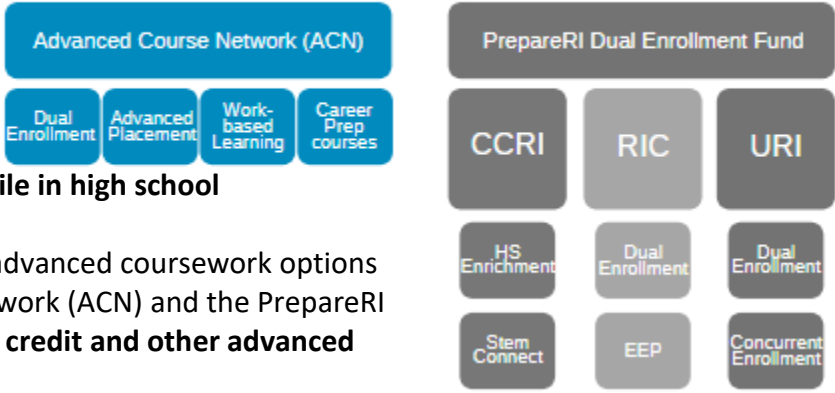 Advanced Course Network (ACN)
Dual
Enrollment
Advanced
Placement
Work-
based
Learning
Career
Prep
courses
ile in high school
advanced coursework options
work (ACN) and the PrepareRI
credit and other advanced
PrepareRI Dual Enrollment Fund
CCRI
RIC
URI
HS
Enrichment
Dual
Enrollment
Dual
Enrollment
Stem
Connect
EEP
Concurrent
Enrollment